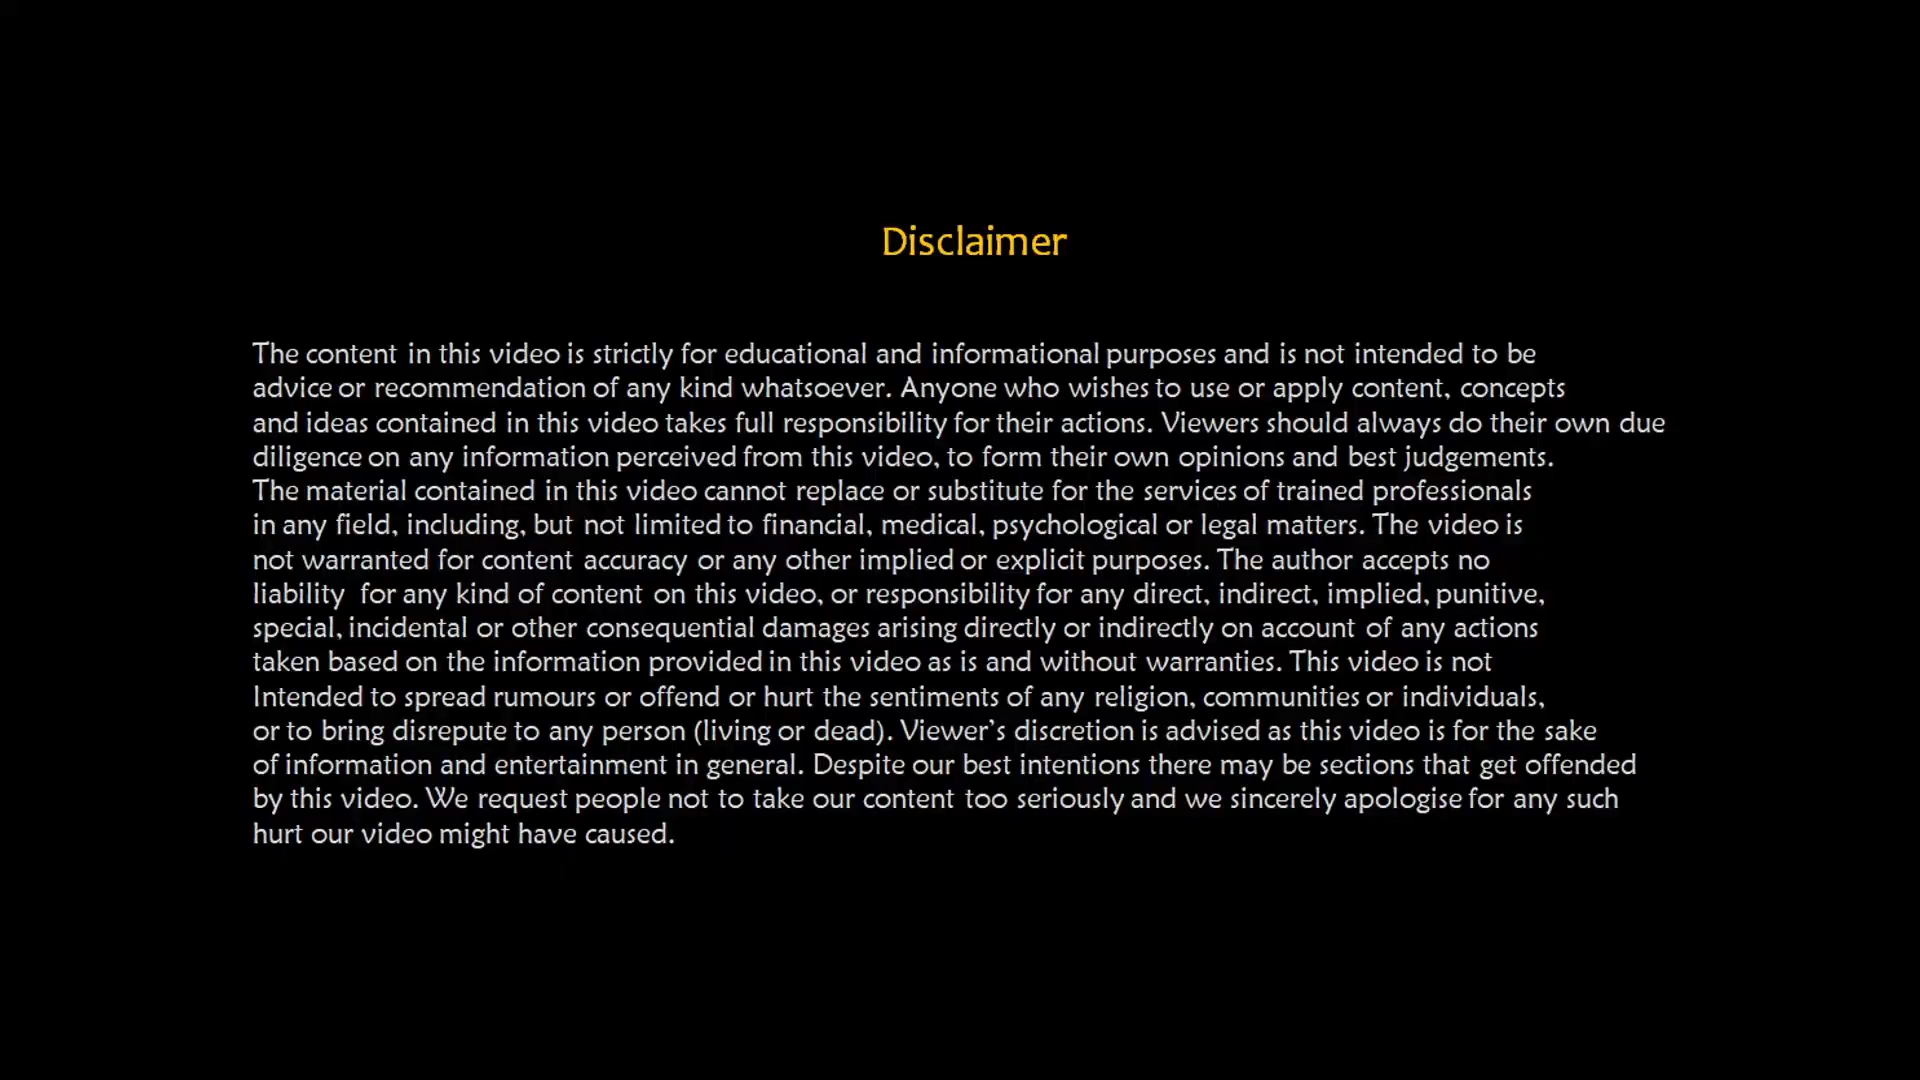 Disclaimer
The content in this video is strictly for educational and informational purposes and is not intended to be
advice or recommendation of any kind whatsoever. Anyone who wishes to use or apply content, concepts
and ideas contained in this video takes full responsibility for their actions. Viewers should always do their own due
diligence on any information perceived from this video, to form their own opinions and best judgements.
The material contained in this video cannot replace or substitute for the services of trained professionals
in any field, including, but not limited to financial, medical, psychological or legal matters. The video is
not warranted for content accuracy or any other implied or explicit purposes. The author accepts no
liability for any kind of content on this video, or responsibility for any direct, indirect, implied, punitive,
special, incidental or other consequential damages arising directly or indirectly on account of any actions
taken based on the information provided in this video as is and without warranties. This video is not
Intended to spread rumours or offend or hurt the sentiments of any religion, communities or individuals,
or to bring disrepute to any person (living or dead). Viewer’s discretion is advised as this video is for the sake
of information and entertainment in general. Despite our best intentions there may be sections that get offended
by this video. We request people not to take our content too seriously and we sincerely apologise for any such
hurt our video might have caused.